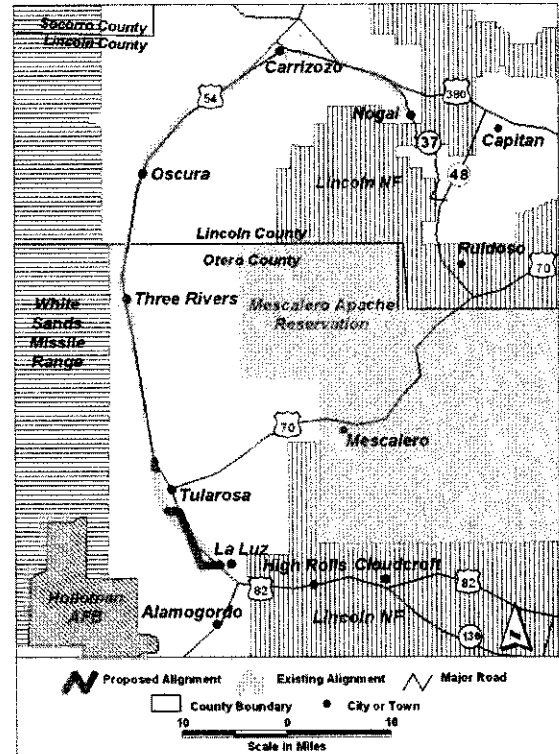 Socorro County
Lincoln County
Carrizozo
54
380
Nogal
37
Capitan
48
Oscura
Lincoln NF
Lincoln County
Otero County
Ruidoso
70
White
Sands
Missile
Range
Three Rivers
Mescalero Apache
Reservation
70
Mescalero
Tularosa
La Luz
High Rolls
Cloudcroft
82
82
Holloman
AFB
Alamogordo
Lincoln NF
130
N
Proposed Alignment
Existing Alignment
Major Road
County Boundary
City or Town
10
0
10
Scale in Miles